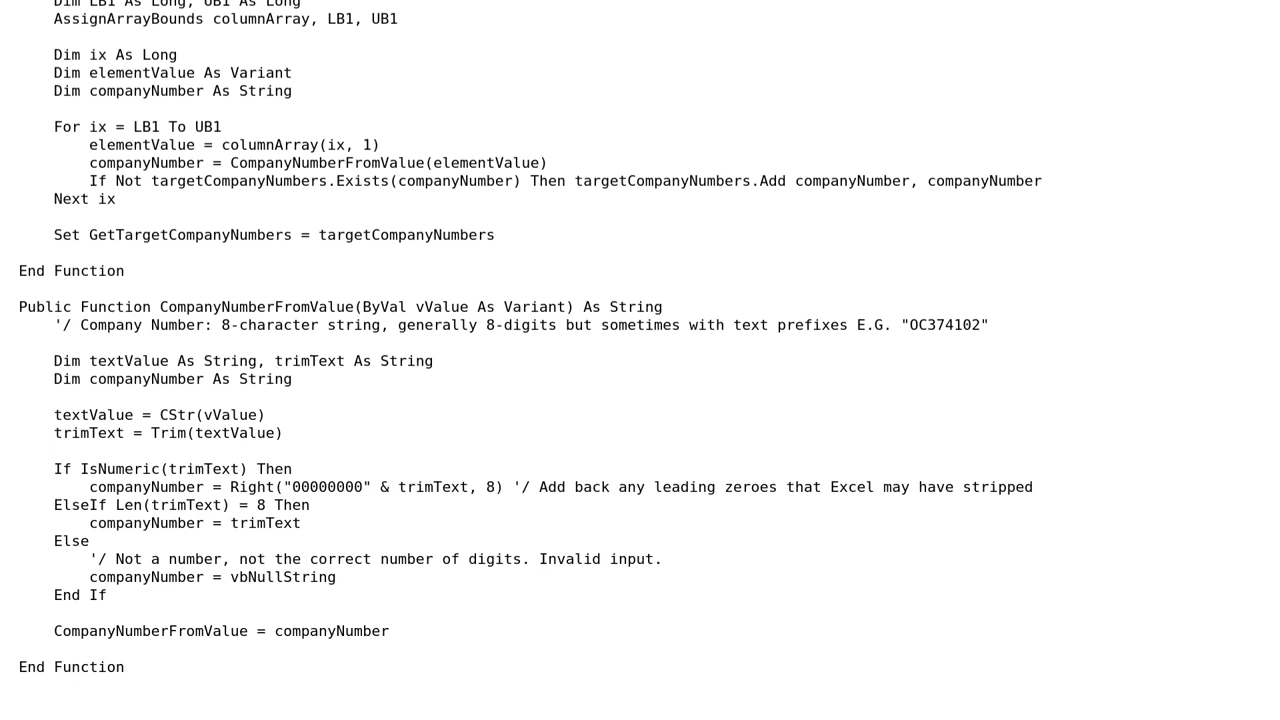 Dim LB1 As Long, UB1 As Long
    AssignArrayBounds columnArray, LB1, UB1

    Dim ix As Long
    Dim elementValue As Variant
    Dim companyNumber As String

    For ix = LB1 To UB1
        elementValue = columnArray(ix, 1)
        companyNumber = CompanyNumberFromValue(elementValue)
        If Not targetCompanyNumbers.Exists(companyNumber) Then targetCompanyNumbers.Add companyNumber, companyNumber
    Next ix

    Set GetTargetCompanyNumbers = targetCompanyNumbers

End Function

Public Function CompanyNumberFromValue(ByVal vValue As Variant) As String
    '/ Company Number: 8-character string, generally 8-digits but sometimes with text prefixes E.G. "OC374102"

    Dim textValue As String, trimText As String
    Dim companyNumber As String

    textValue = CStr(vValue)
    trimText = Trim(textValue)

    If IsNumeric(trimText) Then
        companyNumber = Right("00000000" & trimText, 8) '/ Add back any leading zeroes that Excel may have stripped
    ElseIf Len(trimText) = 8 Then
        companyNumber = trimText
    Else
        '/ Not a number, not the correct number of digits. Invalid input.
        companyNumber = vbNullString
    End If

    CompanyNumberFromValue = companyNumber

End Function